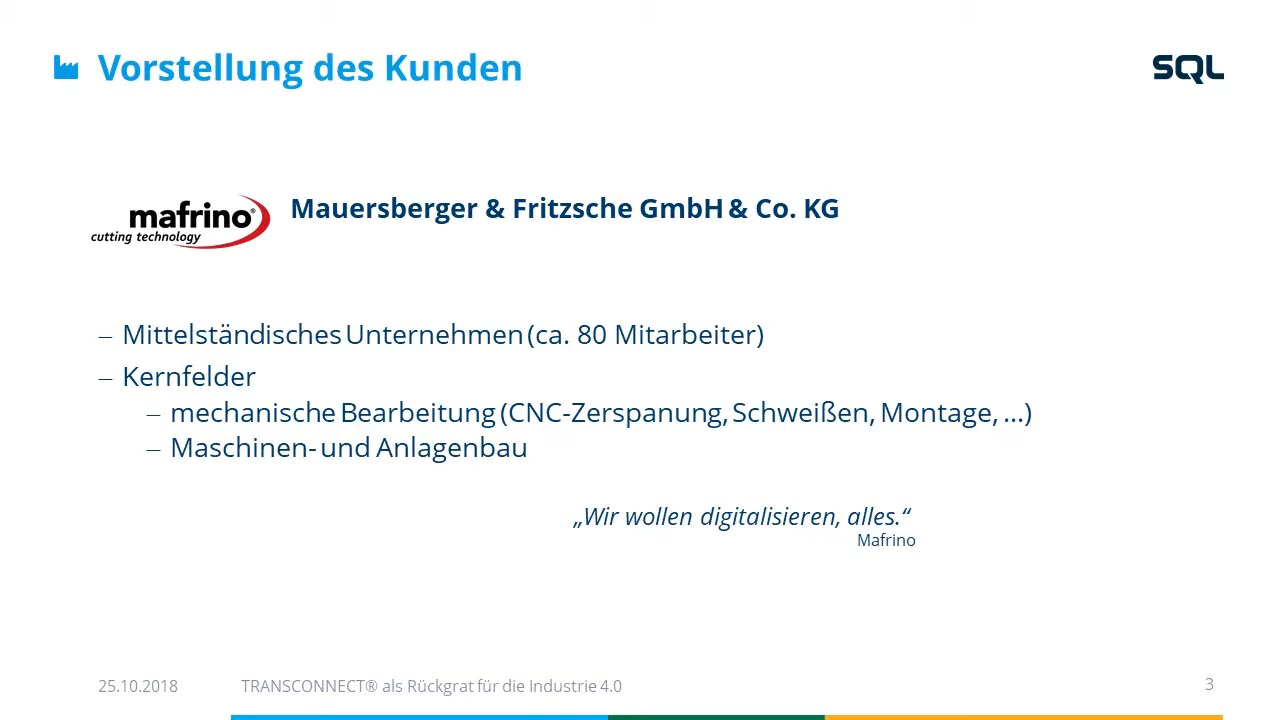 Vorstellung des Kunden
SQL
mafrino®
cutting technology
Mauersberger & Fritzsche GmbH & Co. KG
– Mittelständisches Unternehmen (ca. 80 Mitarbeiter)
– Kernfelder
– mechanische Bearbeitung (CNC-Zerspanung, Schweißen, Montage, …)
– Maschinen- und Anlagenbau
„Wir wollen digitalisieren, alles.“
Mafrino
25.10.2018 TRANSCONNECT® als Rückgrat für die Industrie 4.0 3